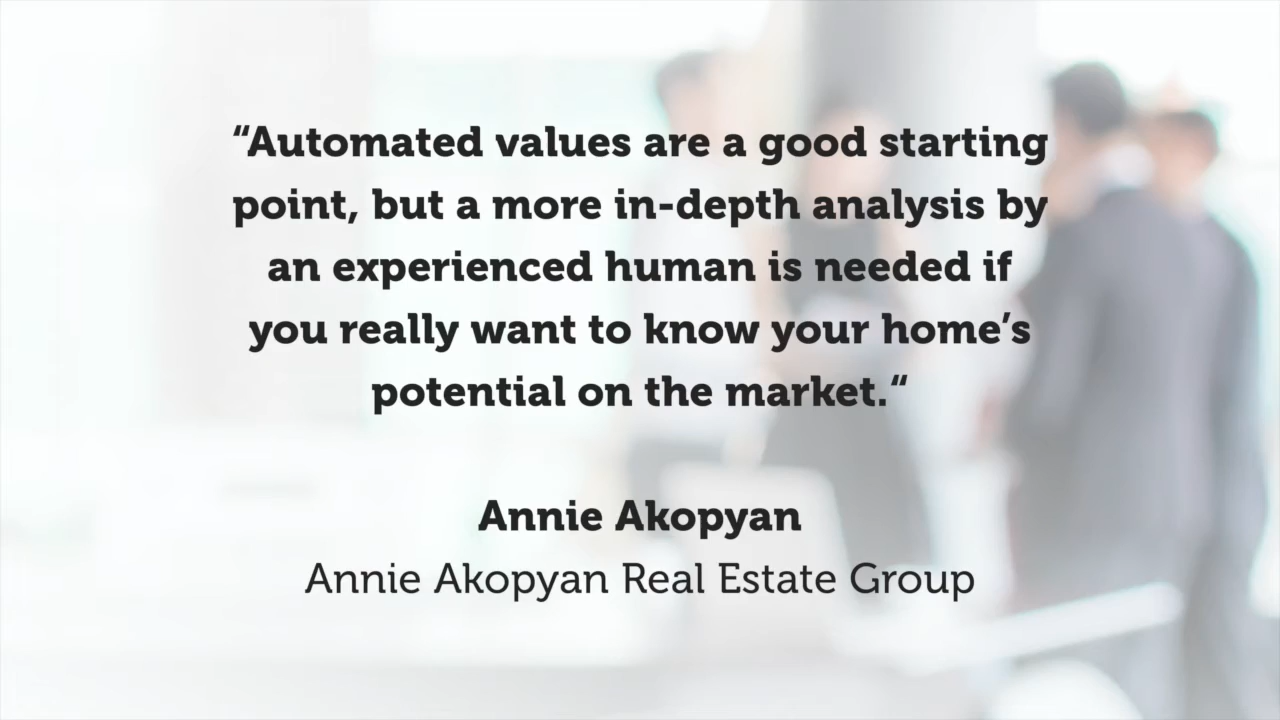 “Automated values are a good starting
point, but a more in-depth analysis by
an experienced human is needed if
you really want to know your home’s
potential on the market.“
Annie Akopyan
Annie Akopyan Real Estate Group